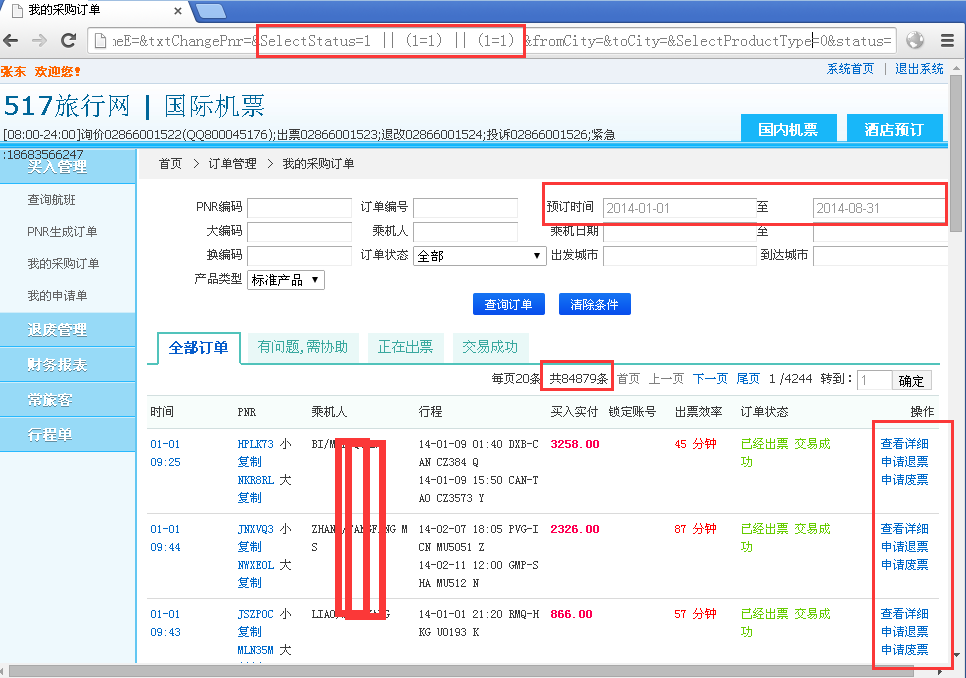 我的采购订单
neE=&txtChangePnr=&SelectStatus=1 || (1=1) || (1=1) &fromCity=&toCity=&SelectProductType=0&status=
张东 欢迎您! 系统首页 | 退出系统
517旅行网 | 国际机票
[08:00-24:00]询价02866001522(QQ800045176);出票02866001523;退改02866001524;投诉02866001526;紧急
:18683566247
国内机票 酒店预订
买入管理
查询航班
PNR生成订单
我的采购订单
我的申请单
退废管理
财务报表
常旅客
行程单
首页 > 订单管理 > 我的采购订单
PNR编码 订单编号 预订时间 2014-01-01 至 2014-08-31
大编码 乘机人 乘机日期 至
换编码 订单状态 全部 出发城市 到达城市
产品类型 标准产品
查询订单 清除条件
全部订单 有问题,需协助 正在出票 交易成功
每页20条 共84879条 首页 上一页 下一页 尾页 1 /4244 转到： 1 确定
时间 PNR 乘机人 行程 买入实付 锁定账号 出票效率 订单状态 操作
01-01 HPLK73 小 BI/M 14-01-09 01:40 DXB-C 3258.00 45 分钟 已经出票 交易成 查看详细
09:25 复制 AN CZ384 Q 功 申请退票
NKR8RL 大 14-01-09 15:50 CAN-T 申请废票
复制 AO CZ3573 Y
01-01 JNXVQ3 小 ZHANG/ NG M 14-02-07 18:05 PVG-I 2326.00 87 分钟 已经出票 交易成 查看详细
09:44 复制 S CN MU5051 Z 功 申请退票
NWXEOL 大 14-02-11 12:00 GMP-S 申请废票
复制 HA MU512 N
01-01 JSZPOC 小 LIAO 14-01-01 21:20 RMQ-H 866.00 57 分钟 已经出票 交易成 查看详细
09:43 复制 KG UO193 K 功 申请退票
MLN35M 大 申请废票